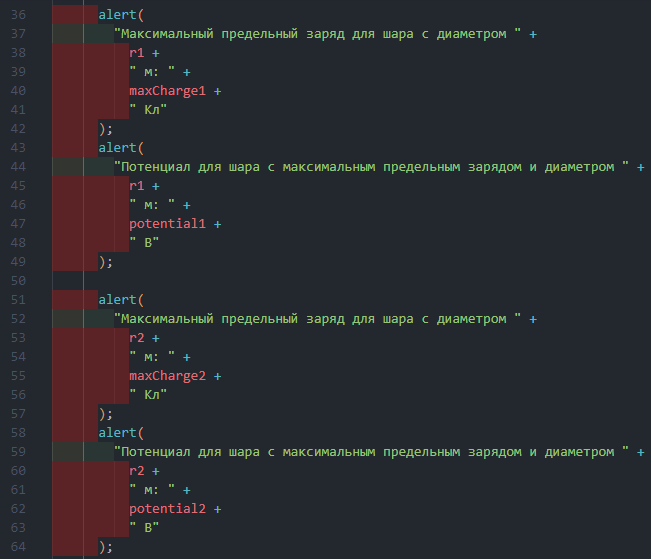 36 alert(
37 "Максимальный предельный заряд для шара с диаметром " +
38 r1 +
39 " м: " +
40 maxCharge1 +
41 " Кл"
42 );
43 alert(
44 "Потенциал для шара с максимальным предельным зарядом и диаметром " +
45 r1 +
46 " м: " +
47 potential1 +
48 " В"
49 );
50
51 alert(
52 "Максимальный предельный заряд для шара с диаметром " +
53 r2 +
54 " м: " +
55 maxCharge2 +
56 " Кл"
57 );
58 alert(
59 "Потенциал для шара с максимальным предельным зарядом и диаметром " +
60 r2 +
61 " м: " +
62 potential2 +
63 " В"
64 );